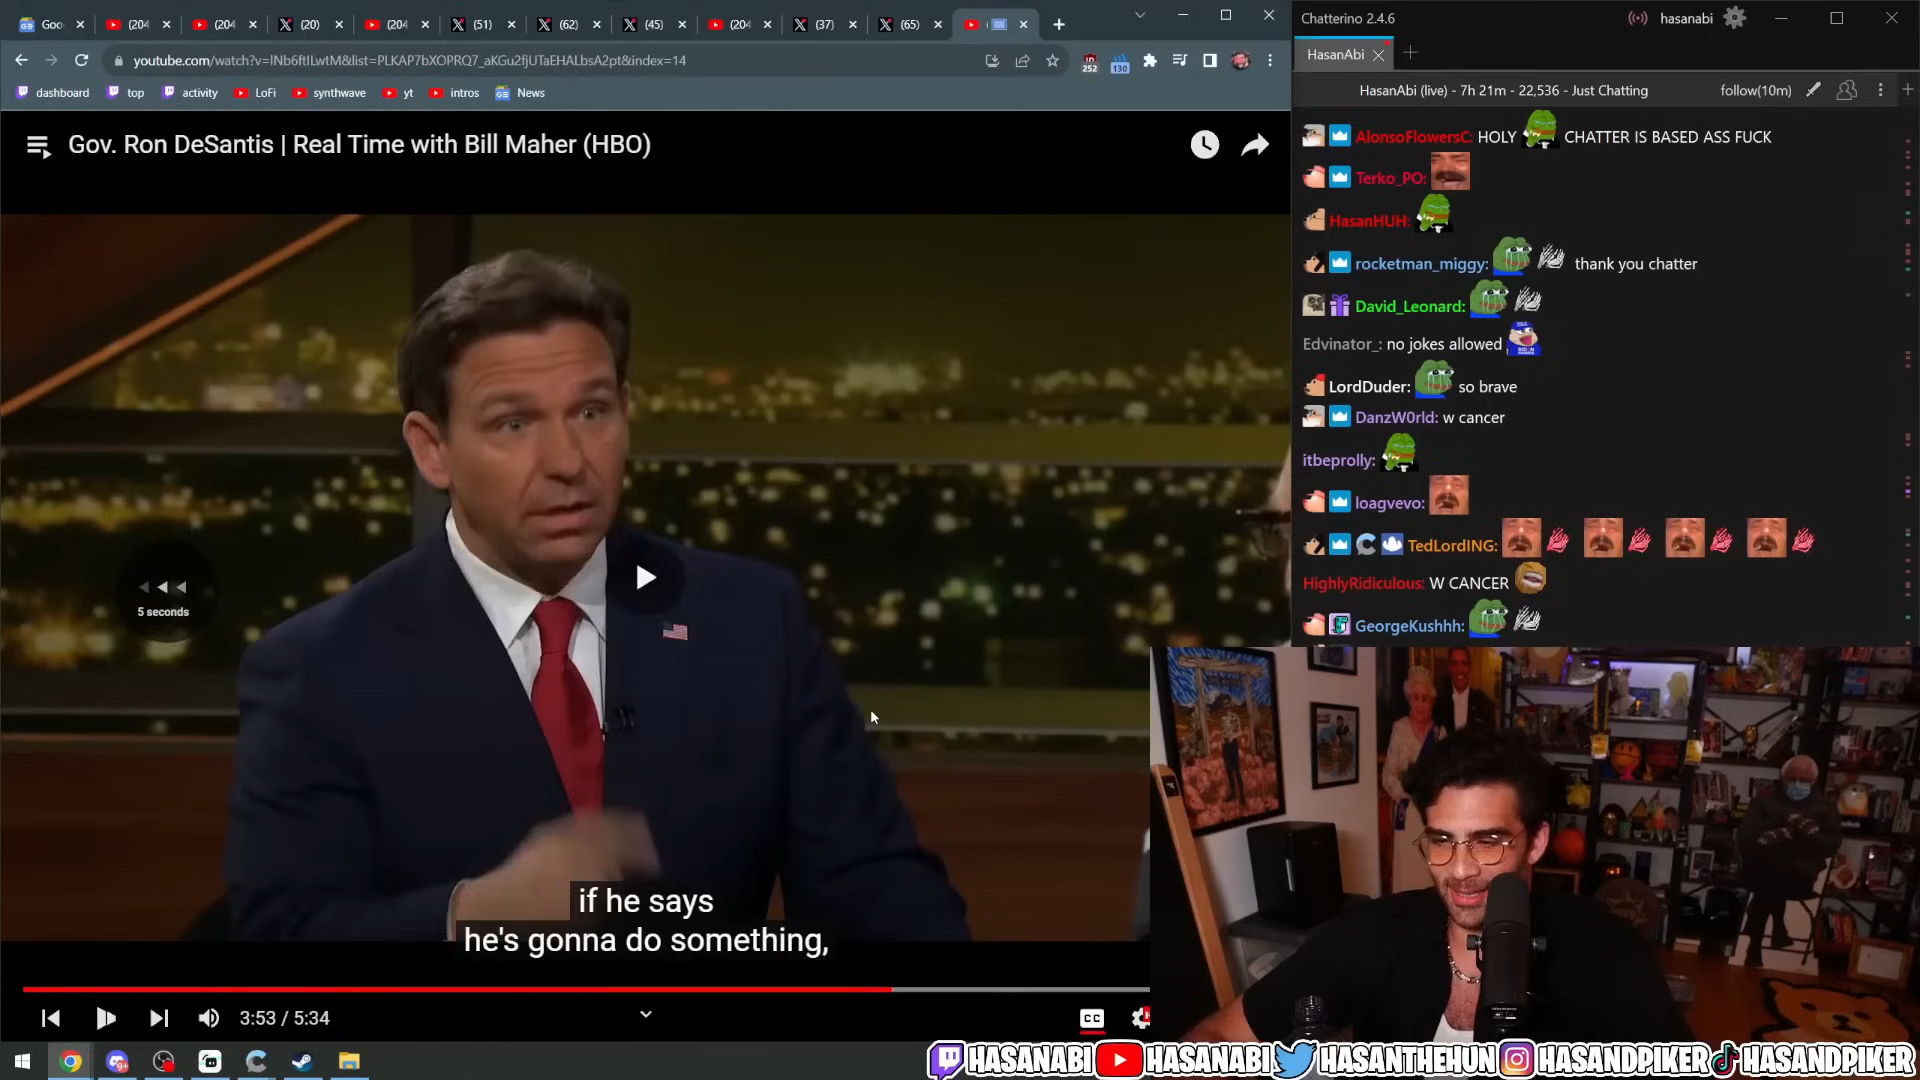 Goo
(204
(204
(20)
(204
(51)
(62)
(45)
(204
(37)
(65)
youtube.com/watch?v=lNb6ftILwtM&list=PLKAP7bXOPRQ7_aKGu2fjUTaEHALbsA2pt&index=14
252
130
dashboard
top
activity
LoFi
synthwave
yt
intros
News
Gov. Ron DeSantis | Real Time with Bill Maher (HBO)
5 seconds
if he says
he's gonna do something,
3:53 / 5:34
CC
Chatterino 2.4.6
hasanabi
HasanAbi
HasanAbi (live) - 7h 21m - 22,536 - Just Chatting
follow(10m)
AlonsoFlowersC: HOLY CHATTER IS BASED ASS FUCK
Terko_PO:
HasanHUH:
rocketman_miggy: thank you chatter
David_Leonard:
Edvinator_: no jokes allowed
LordDuder: so brave
DanzW0rld: w cancer
itbeprolly:
loagvevo:
TedLordING:
HighlyRidiculous: W CANCER
GeorgeKushhh:
HASANABI HASANABI HASANTHEHUN HASANDPIKER HASANDPIKER